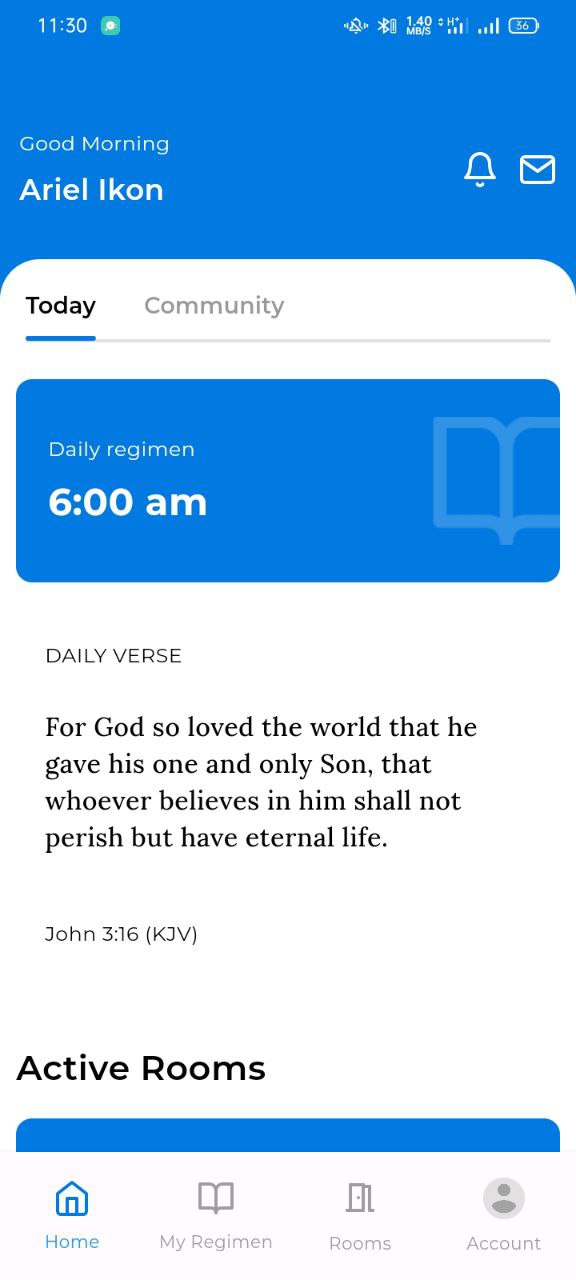 11:30
1.40
MB/S
H+
36
Good Morning
Ariel Ikon
Today Community
Daily regimen
6:00 am
DAILY VERSE
For God so loved the world that he
gave his one and only Son, that
whoever believes in him shall not
perish but have eternal life.
John 3:16 (KJV)
Active Rooms
Home My Regimen Rooms Account